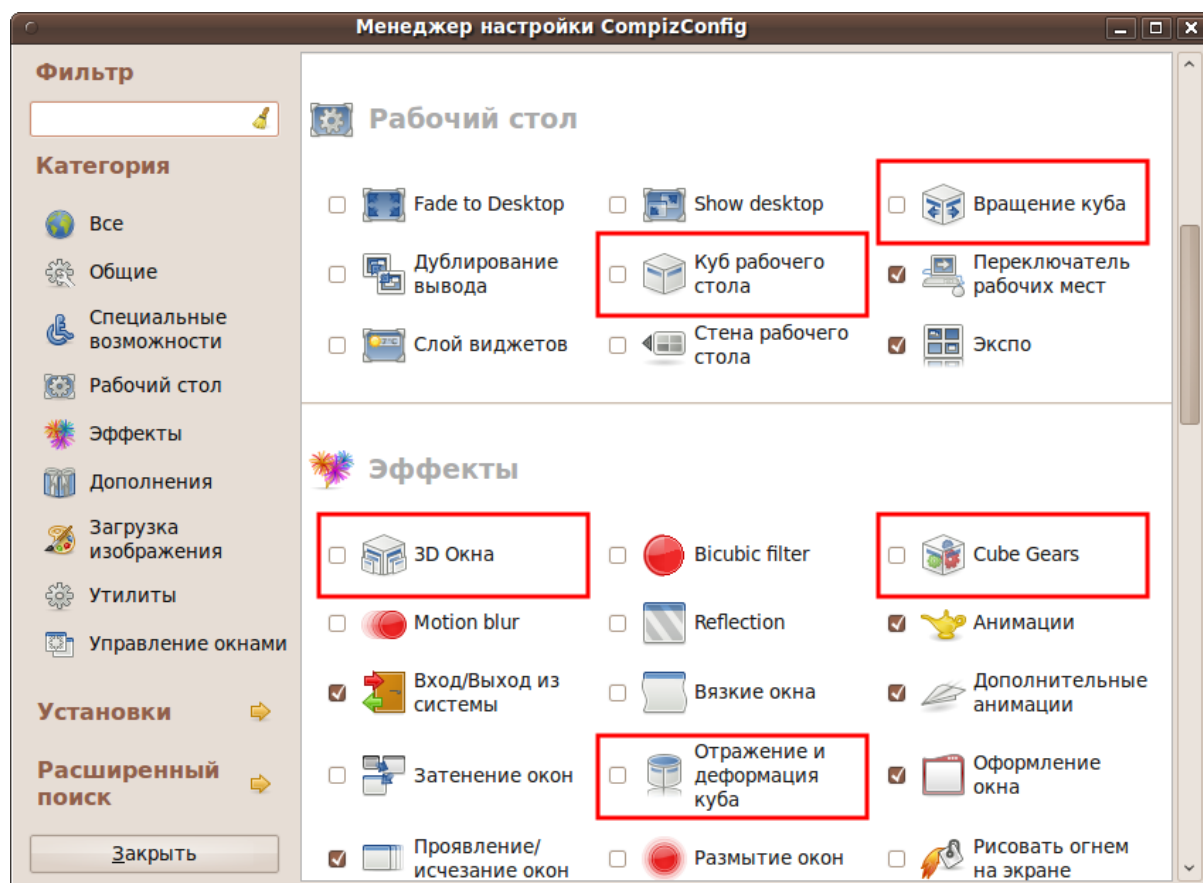 Менеджер настройки CompizConfig
Фильтр
Категория
Все
Общие
Специальные
возможности
Рабочий стол
Эффекты
Дополнения
Загрузка
изображения
Утилиты
Управление окнами
Установки
Расширенный
поиск
Закрыть
Рабочий стол
Fade to Desktop
Show desktop
Вращение куба
Дублирование
вывода
Куб рабочего
стола
Переключатель
рабочих мест
Слой виджетов
Стена рабочего
стола
Экспо
Эффекты
3D Окна
Bicubic filter
Cube Gears
Motion blur
Reflection
Анимации
Вход/Выход из
системы
Вязкие окна
Дополнительные
анимации
Затенение окон
Отражение и
деформация
куба
Оформление
окна
Проявление/
исчезание окон
Размытие окон
Рисовать огнем
на экране